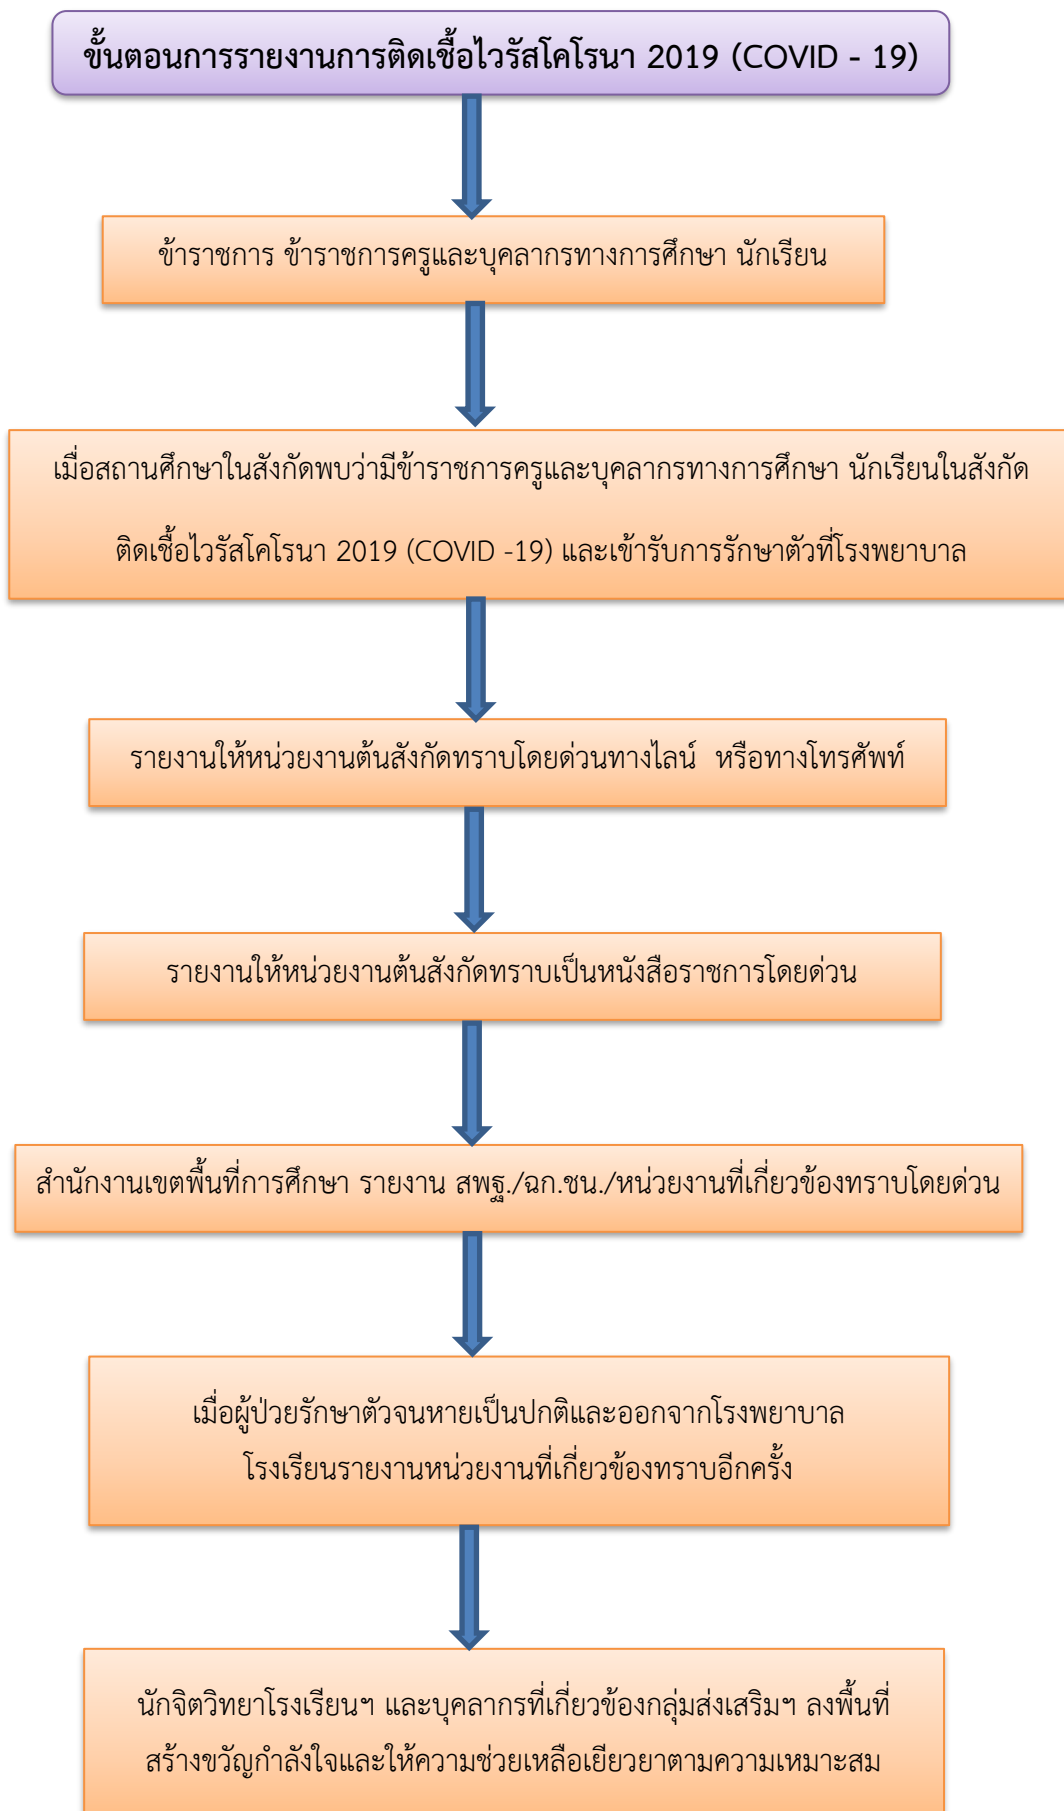 ขั้นตอนการรายงานการติดเชื้อไวรัสโคโรนา 2019 (COVID - 19)
ข้าราชการ ข้าราชการครูและบุคลากรทางการศึกษา นักเรียน
เมื่อสถานศึกษาในสังกัดพบว่ามีข้าราชการครูและบุคลากรทางการศึกษา นักเรียนในสังกัด
ติดเชื้อไวรัสโคโรนา 2019 (COVID -19) และเข้ารับการรักษาตัวที่โรงพยาบาล
รายงานให้หน่วยงานต้นสังกัดทราบโดยด่วนทางไลน์ หรือทางโทรศัพท์
รายงานให้หน่วยงานต้นสังกัดทราบเป็นหนังสือราชการโดยด่วน
สำนักงานเขตพื้นที่การศึกษา รายงาน สพฐ./ฉก.ชน./หน่วยงานที่เกี่ยวข้องทราบโดยด่วน
เมื่อผู้ป่วยรักษาตัวจนหายเป็นปกติและออกจากโรงพยาบาล
โรงเรียนรายงานหน่วยงานที่เกี่ยวข้องทราบอีกครั้ง
นักจิตวิทยาโรงเรียนฯ และบุคลากรที่เกี่ยวข้องกลุ่มส่งเสริมฯ ลงพื้นที่
สร้างขวัญกำลังใจและให้ความช่วยเหลือเยียวยาตามความเหมาะสม